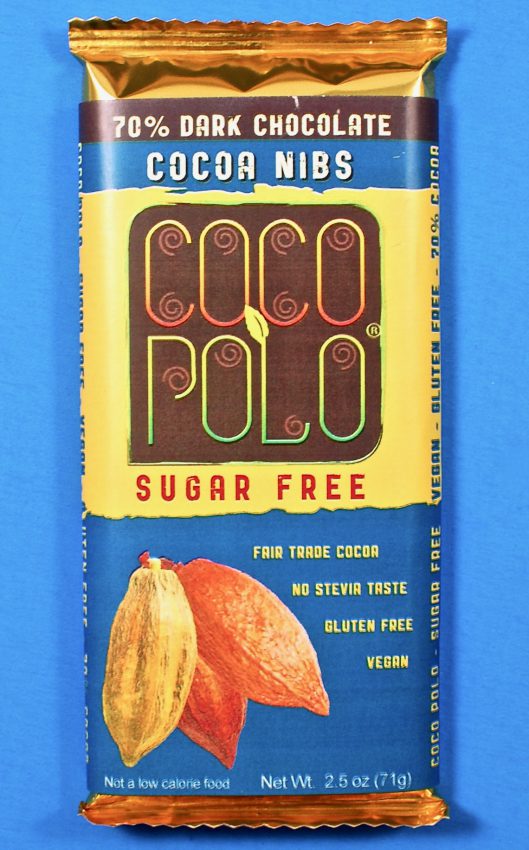 70% DARK CHOCOLATE
COCOA NIBS
COCO
POLO®
SUGAR FREE
FAIR TRADE COCOA
NO STEVIA TASTE
GLUTEN FREE
VEGAN
Not a low calorie food
Net Wt. 2.5 oz (71g)
COCO POLO - SUGAR FREE VEGAN - GLUTEN FREE - 70% COCOA